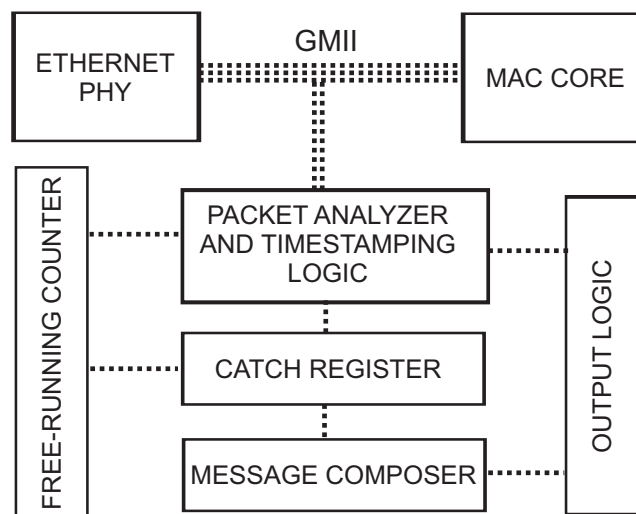 GMII
ETHERNET
PHY
MAC CORE
FREE-RUNNING COUNTER
PACKET ANALYZER
AND TIMESTAMPING
LOGIC
CATCH REGISTER
MESSAGE COMPOSER
OUTPUT LOGIC